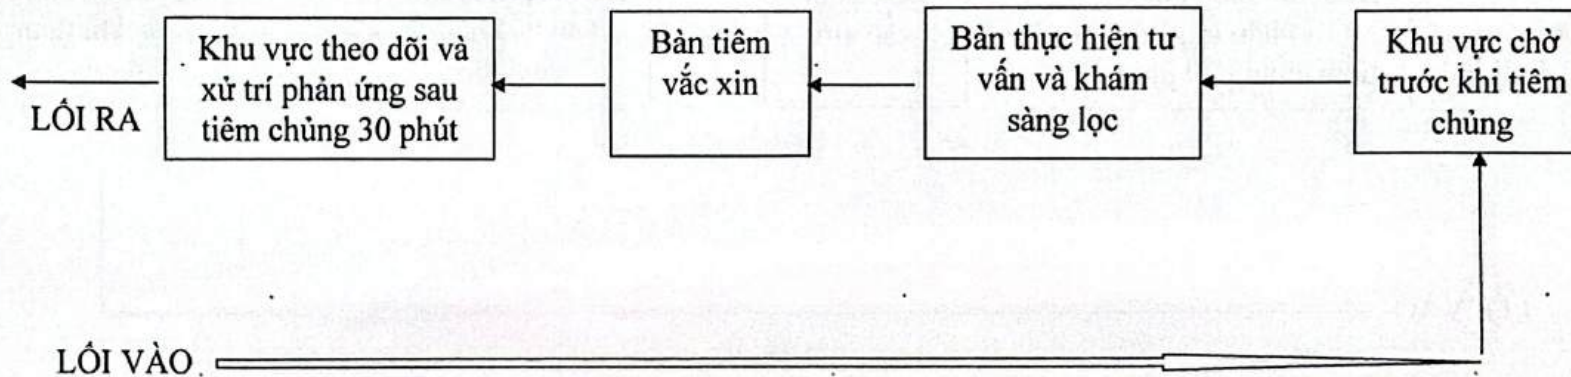 Khu vực theo dõi và
xử trí phản ứng sau
tiêm chủng 30 phút
Bàn tiêm
vắc xin
Bàn thực hiện tư
vấn và khám
sàng lọc
Khu vực chờ
trước khi tiêm
chủng
LỐI RA
LỐI VÀO